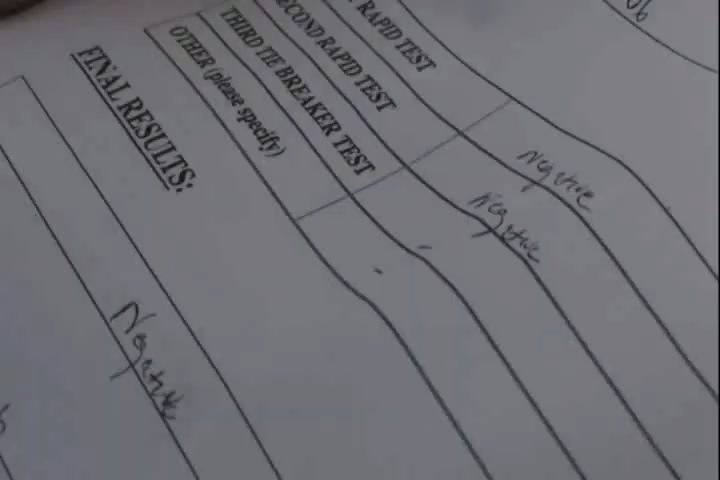 RAPID TEST Negative
SECOND RAPID TEST Negative
THIRD TIE BREAKER TEST -
OTHER (please specify) -
FINAL RESULTS:
Negative